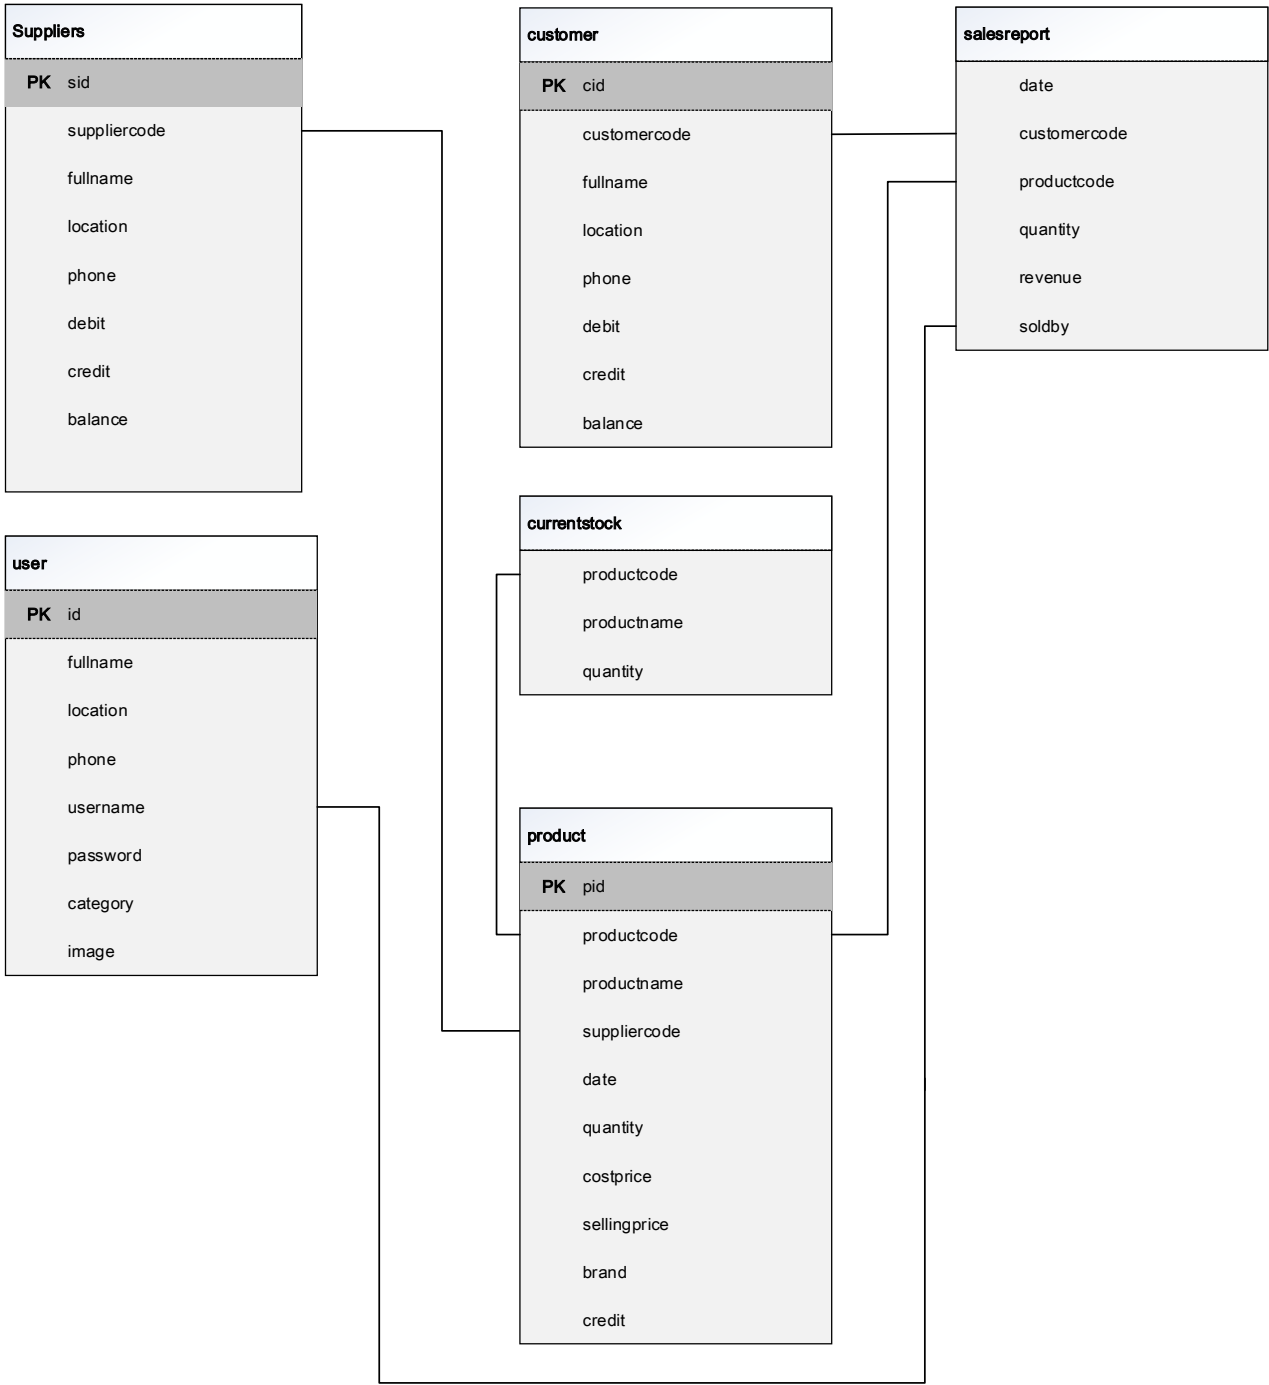 Suppliers
PK sid
suppliercode
fullname
location
phone
debit
credit
balance
customer
PK cid
customercode
fullname
location
phone
debit
credit
balance
salesreport
date
customercode
productcode
quantity
revenue
soldby
user
PK id
fullname
location
phone
username
password
category
image
currentstock
productcode
productname
quantity
product
PK pid
productcode
productname
suppliercode
date
quantity
costprice
sellingprice
brand
credit